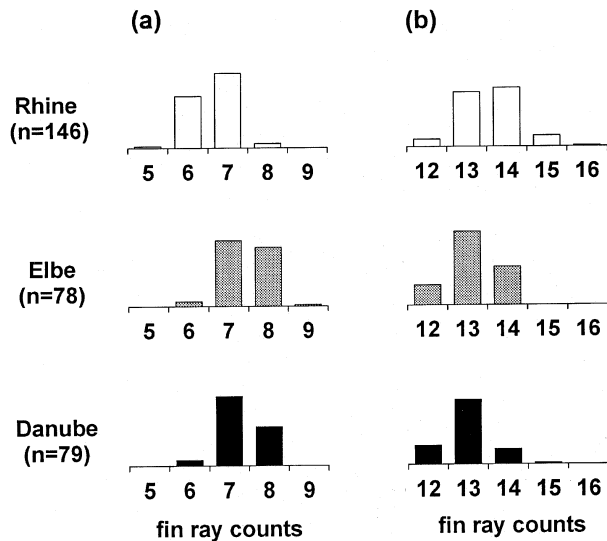 (a) (b)
Rhine
(n=146)
5 6 7 8 9 12 13 14 15 16
Elbe
(n=78)
5 6 7 8 9 12 13 14 15 16
Danube
(n=79)
5 6 7 8 9 12 13 14 15 16
fin ray counts fin ray counts